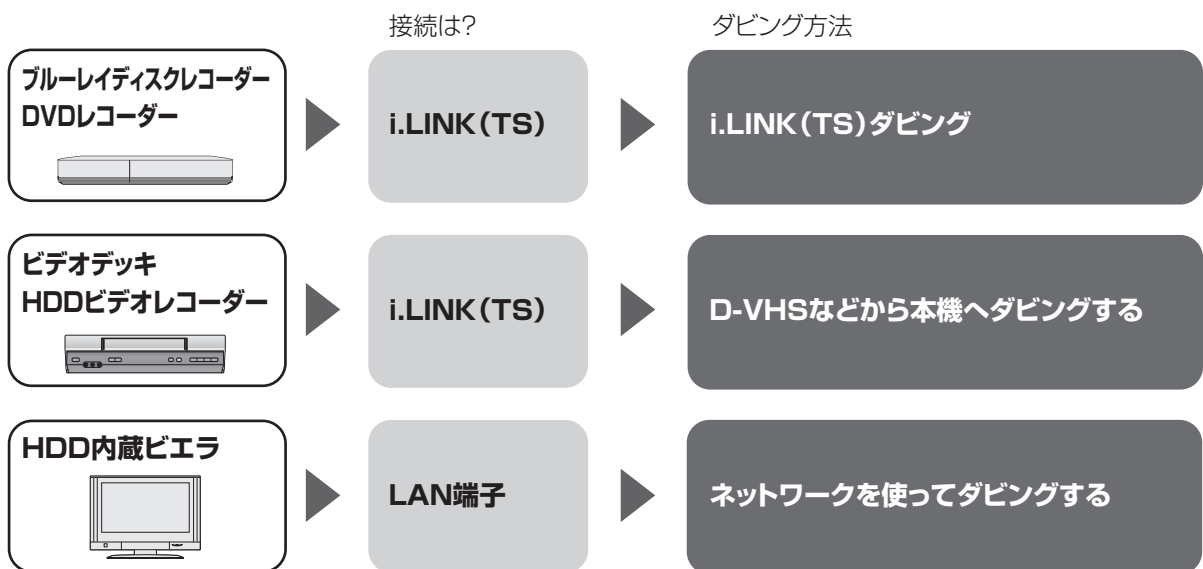 接続は?
ダビング方法
ブルーレイディスクレコーダー
DVDレコーダー
i.LINK(TS)
i.LINK(TS)ダビング
ビデオデッキ
HDDビデオレコーダー
i.LINK(TS)
D-VHSなどから本機へダビングする
HDD内蔵ビエラ
LAN端子
ネットワークを使ってダビングする